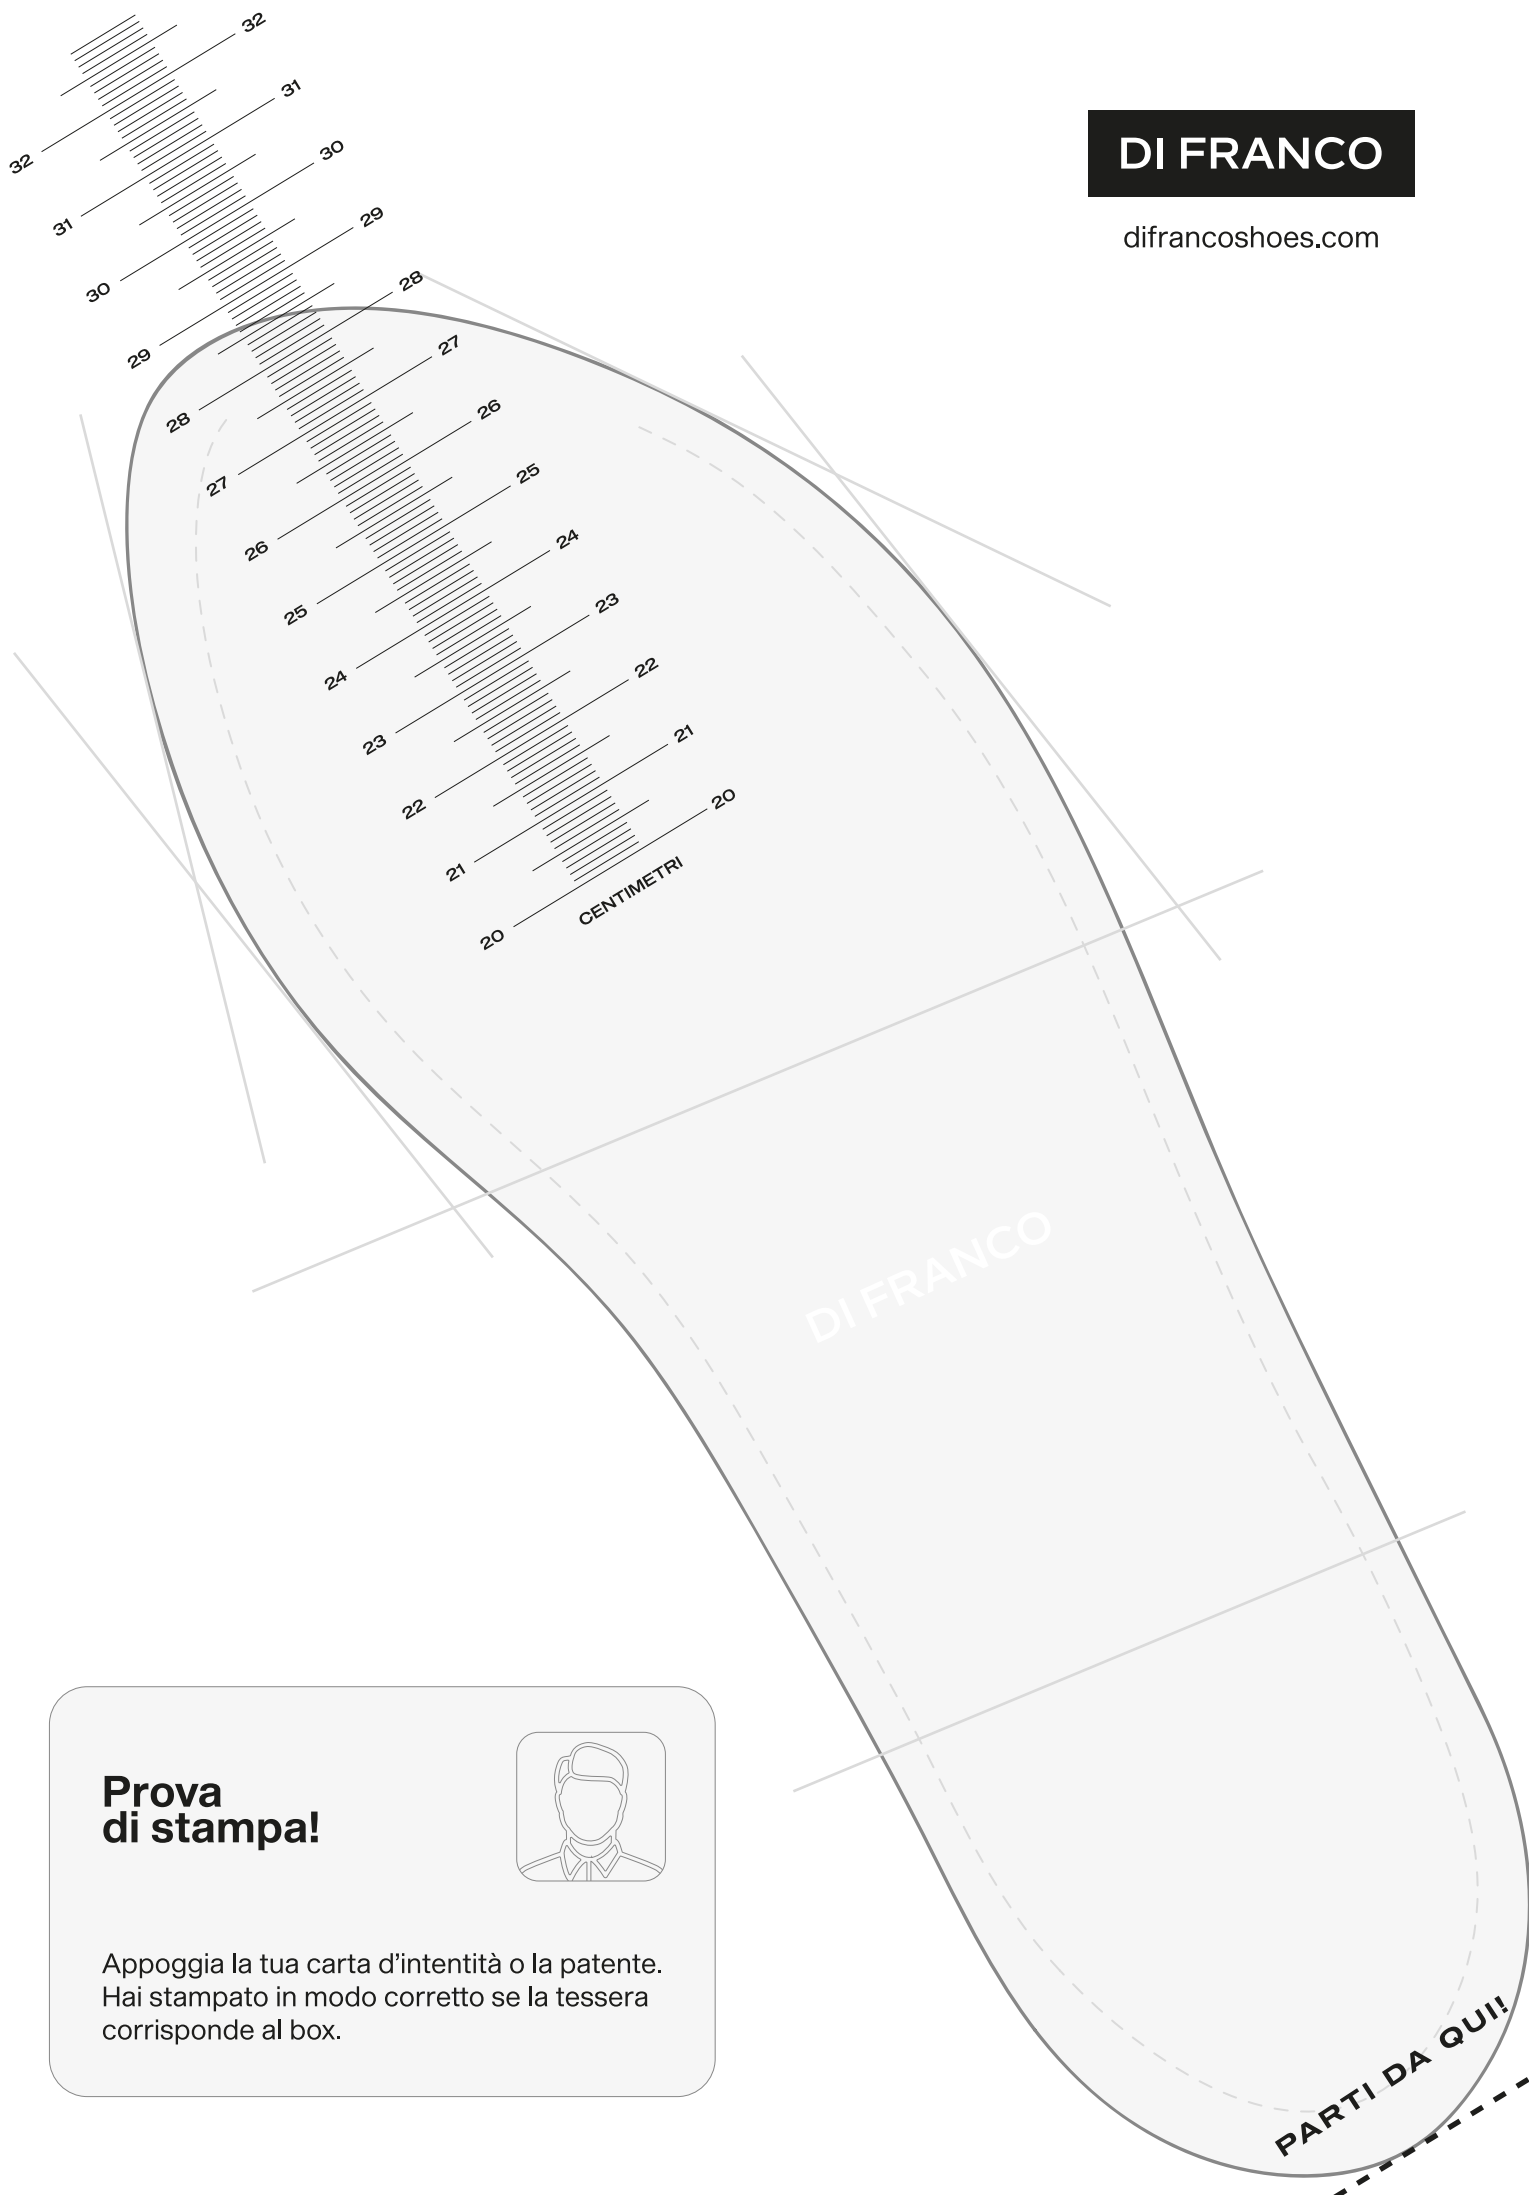 DI FRANCO
difrancoshoes.com
32
31
30
29
28
27
26
25
24
23
22
21
20
32
31
30
29
28
27
26
25
24
23
22
21
20
CENTIMETRI
DI FRANCO
Prova
di stampa!
Appoggia la tua carta d'intentità o la patente.
Hai stampato in modo corretto se la tessera
corrisponde al box.
PARTI DA QUI!